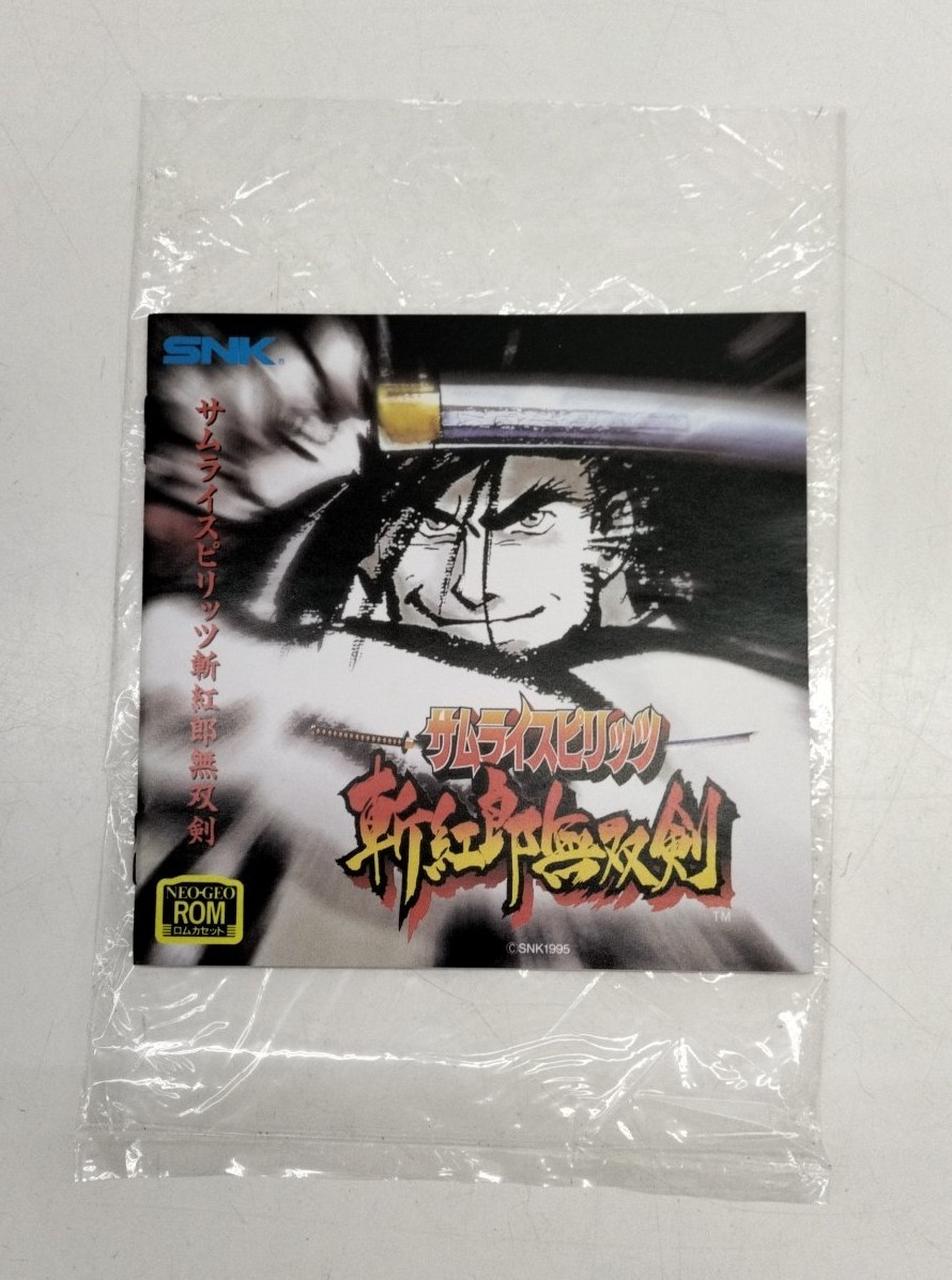 SNK®
サムライスピリッツ斬紅郎無双剣
サムライスピリッツ
斬紅郎無双剣
TM
©SNK1995
NEO·GEO
ROM
ロムカセット